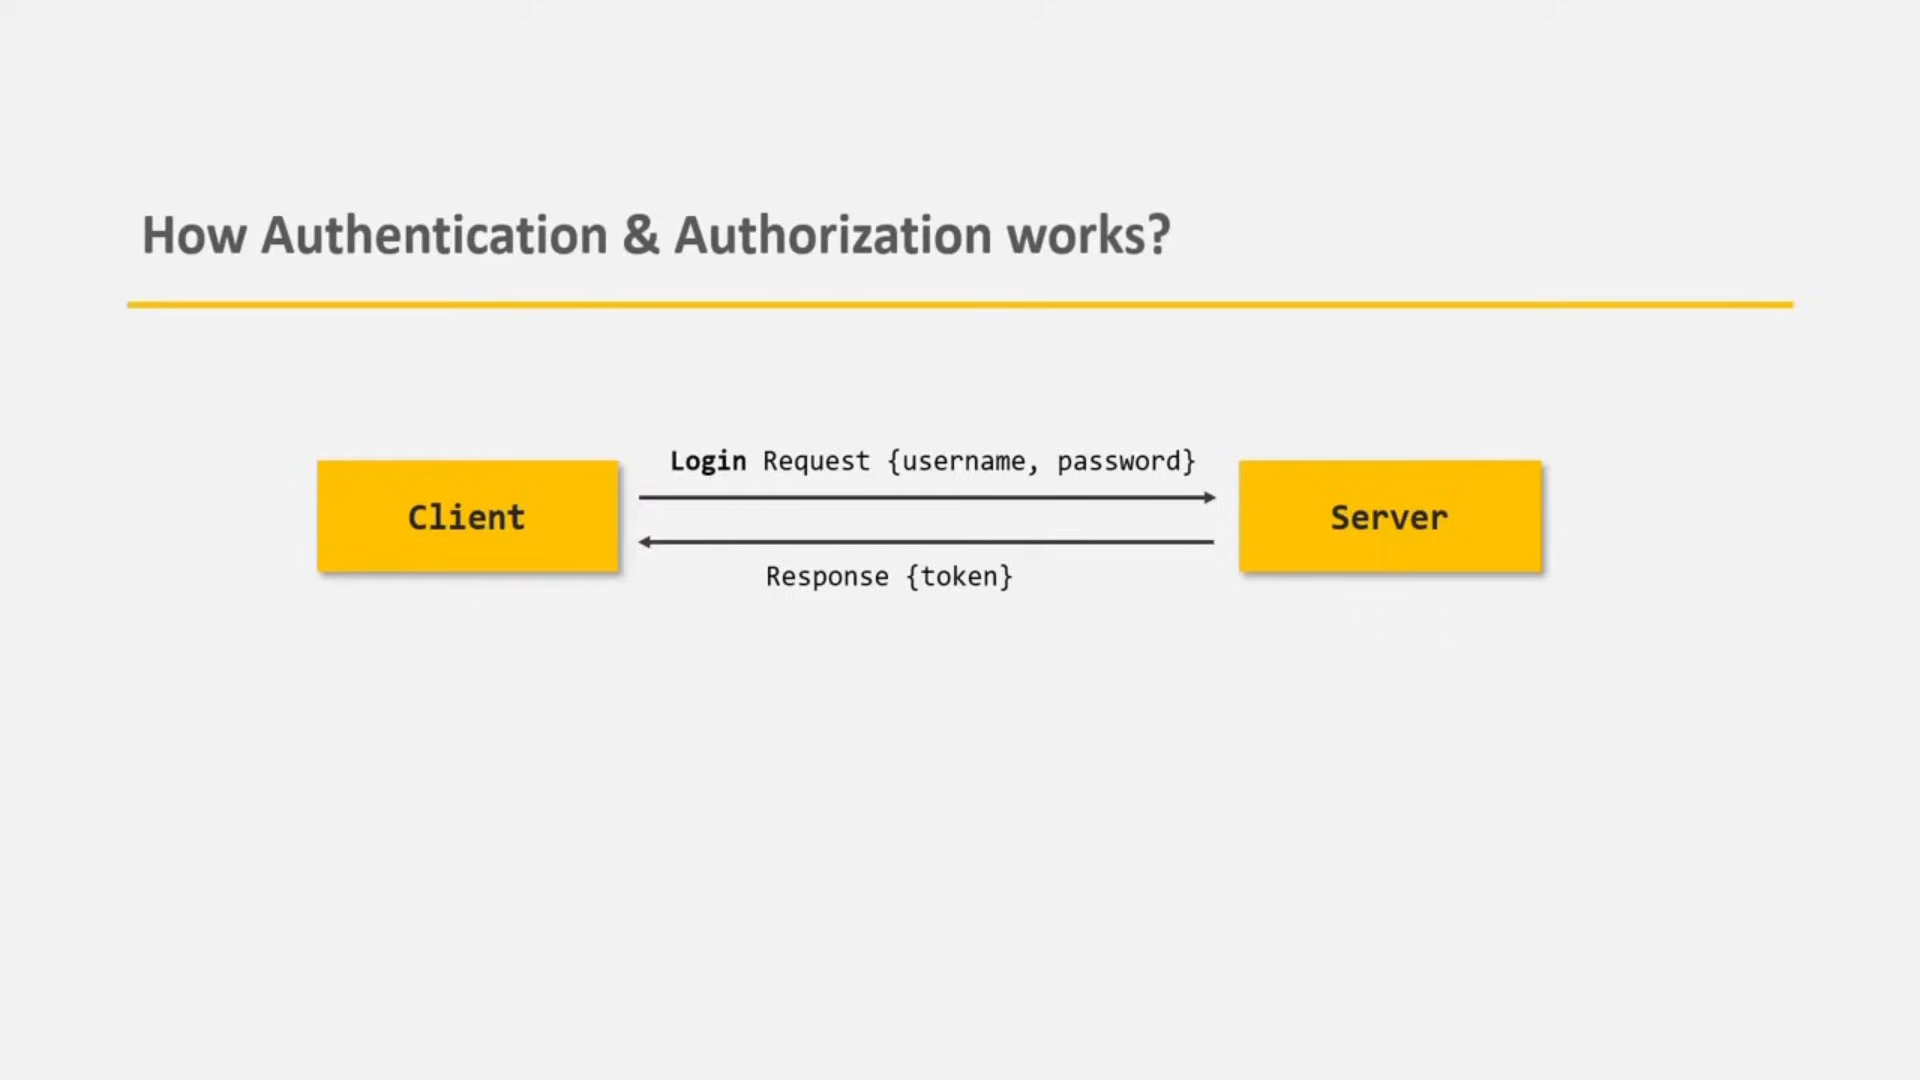 How Authentication & Authorization works?
Login Request {username, password}
Client
Server
Response {token}